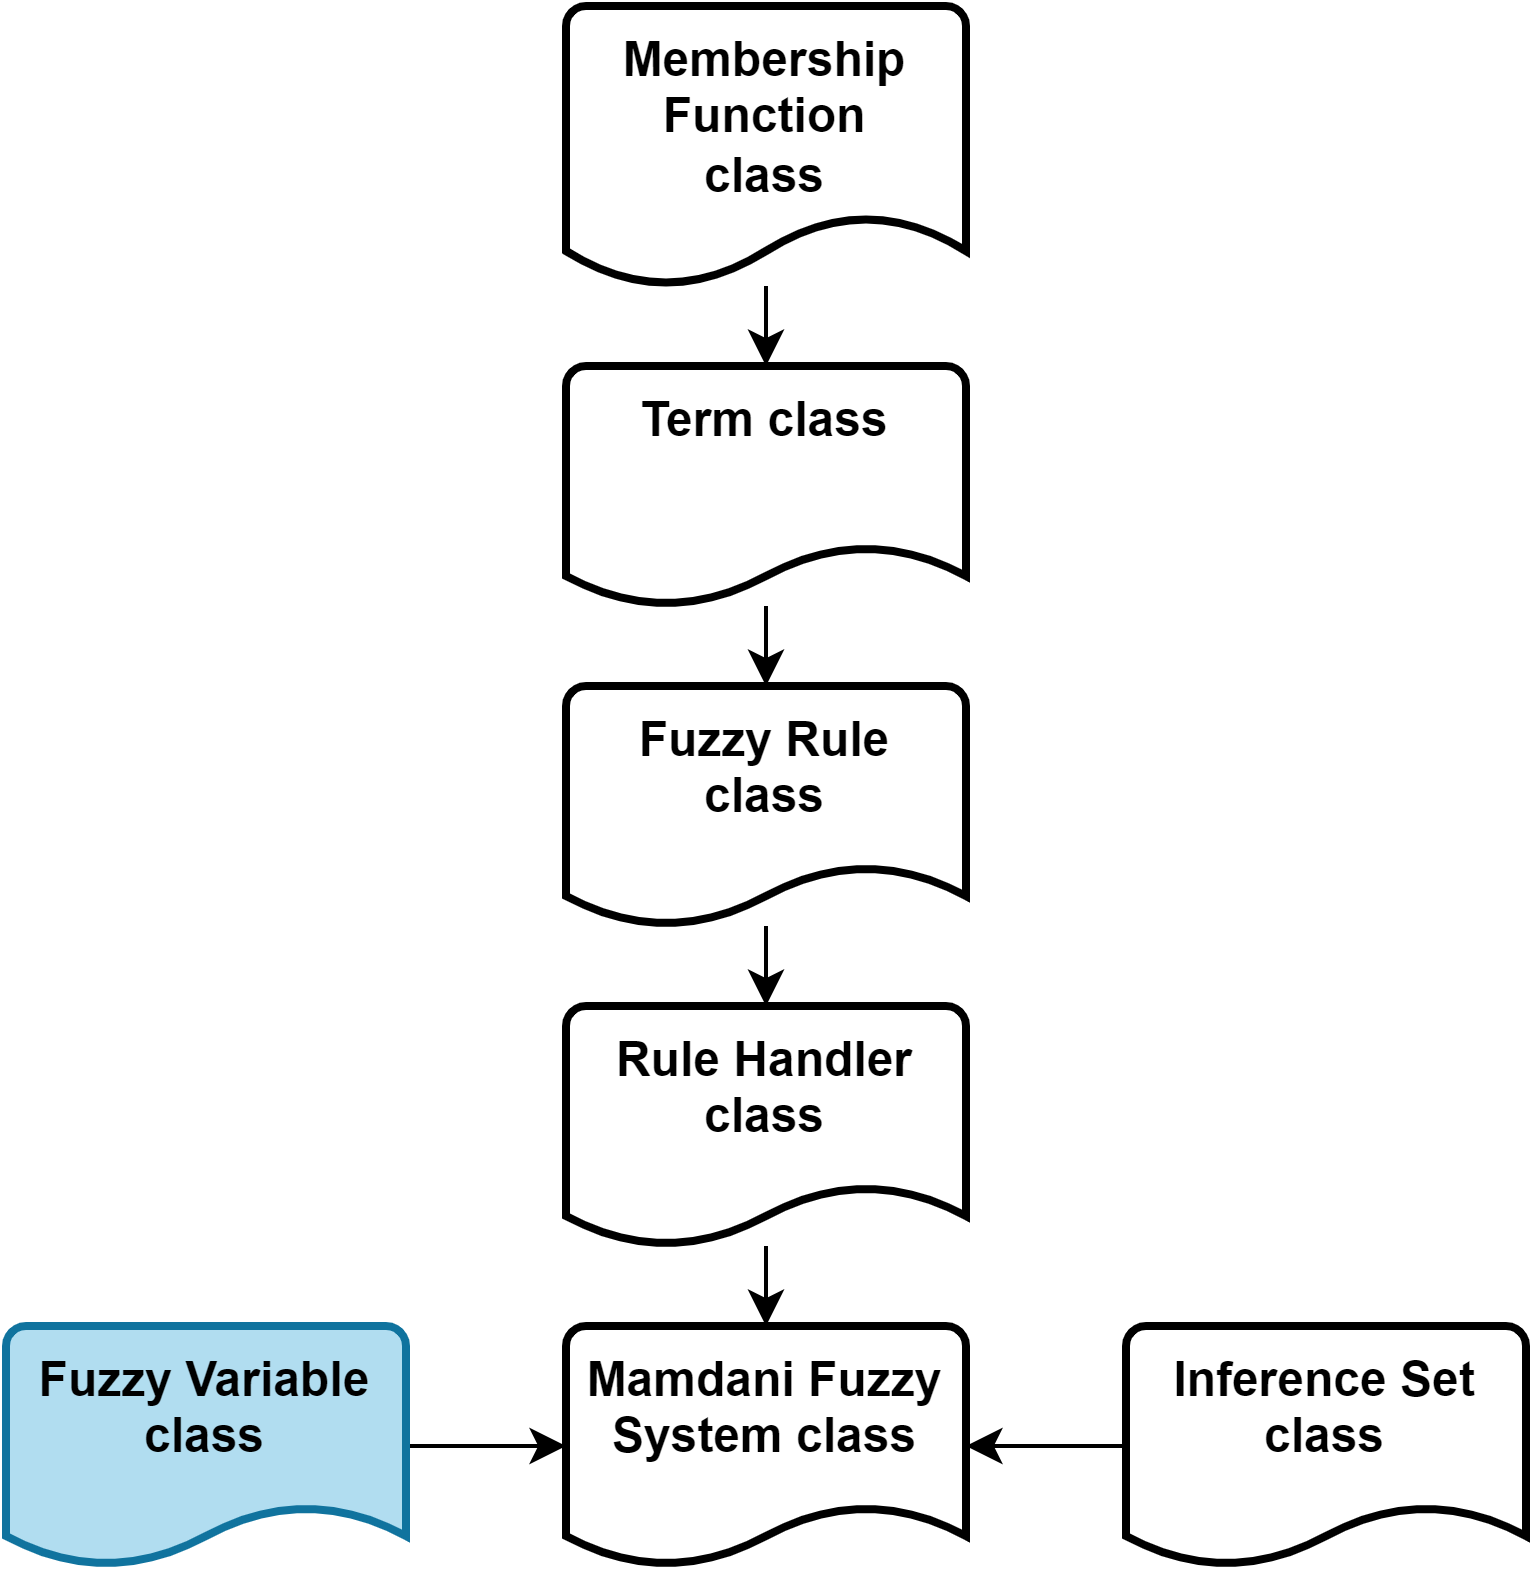 Membership
Function
class
Term class
Fuzzy Rule
class
Rule Handler
class
Fuzzy Variable
class
Mamdani Fuzzy
System class
Inference Set
class